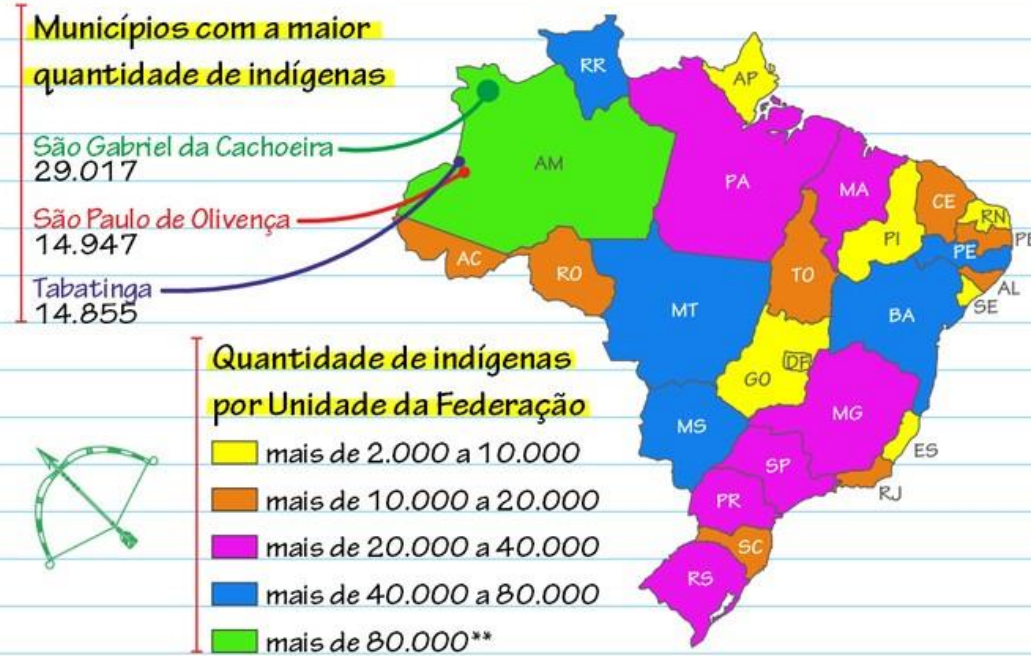 Municípios com a maior
quantidade de indígenas
São Gabriel da Cachoeira
29.017
São Paulo de Olivença
14.947
Tabatinga
14.855
Quantidade de indígenas
por Unidade da Federação
mais de 2.000 a 10.000
mais de 10.000 a 20.000
mais de 20.000 a 40.000
mais de 40.000 a 80.000
mais de 80.000**
RR
AP
AM
PA
MA
CE
RN
PI
PE
AC
RO
TO
AL
SE
MT
BA
DF
GO
MG
MS
ES
SP
RJ
PR
SC
RS